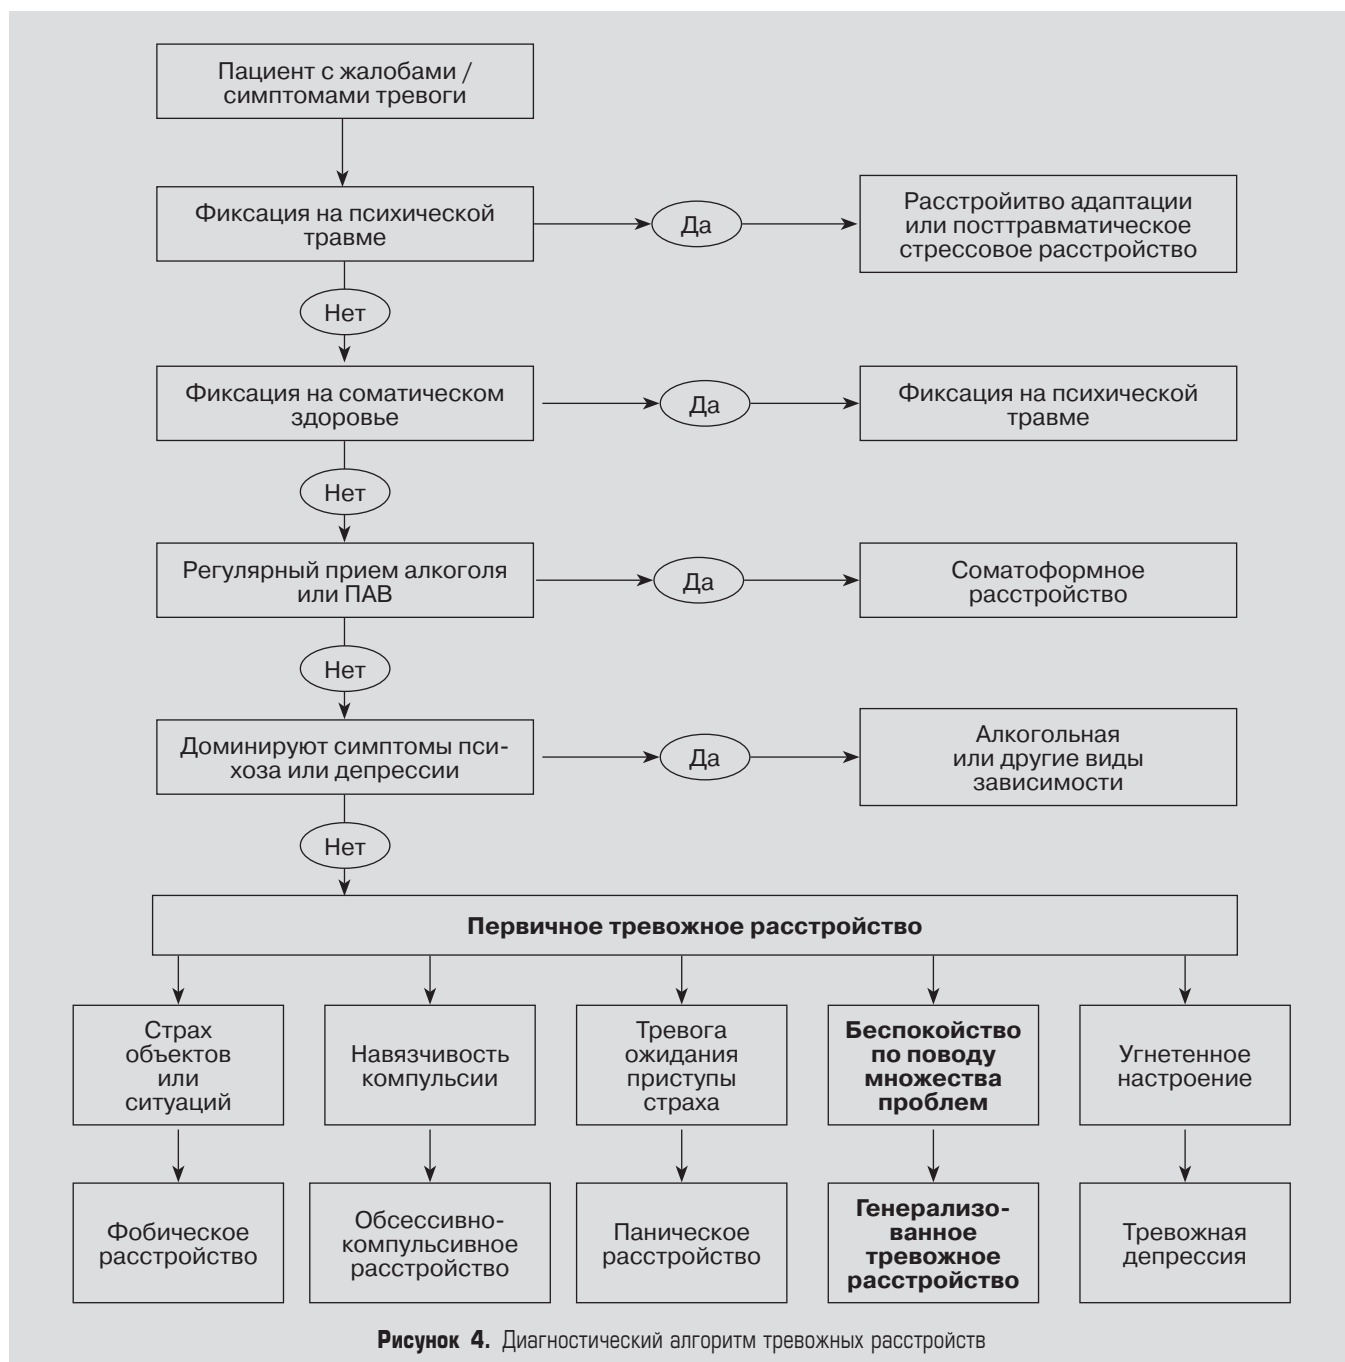 Пациент с жалобами /
симптомами тревоги
Фиксация на психической
травме
Да
Расстройитво адаптации
или посттравматическое
стрессовое расстройство
Нет
Фиксация на соматическом
здоровье
Да
Фиксация на психической
травме
Нет
Регулярный прием алкоголя
или ПАВ
Да
Соматоформное
расстройство
Нет
Доминируют симптомы пси-
хоза или депрессии
Да
Алкогольная
или другие виды
зависимости
Нет
Первичное тревожное расстройство
Страх
объектов
или
ситуаций
Навязчивость
компульсии
Тревога
ожидания
приступы
страха
Беспокойство
по поводу
множества
проблем
Угнетенное
настроение
Фобическое
расстройство
Обсессивно-
компульсивное
расстройство
Паническое
расстройство
Генерализо-
ванное
тревожное
расстройство
Тревожная
депрессия
Рисунок 4. Диагностический алгоритм тревожных расстройств